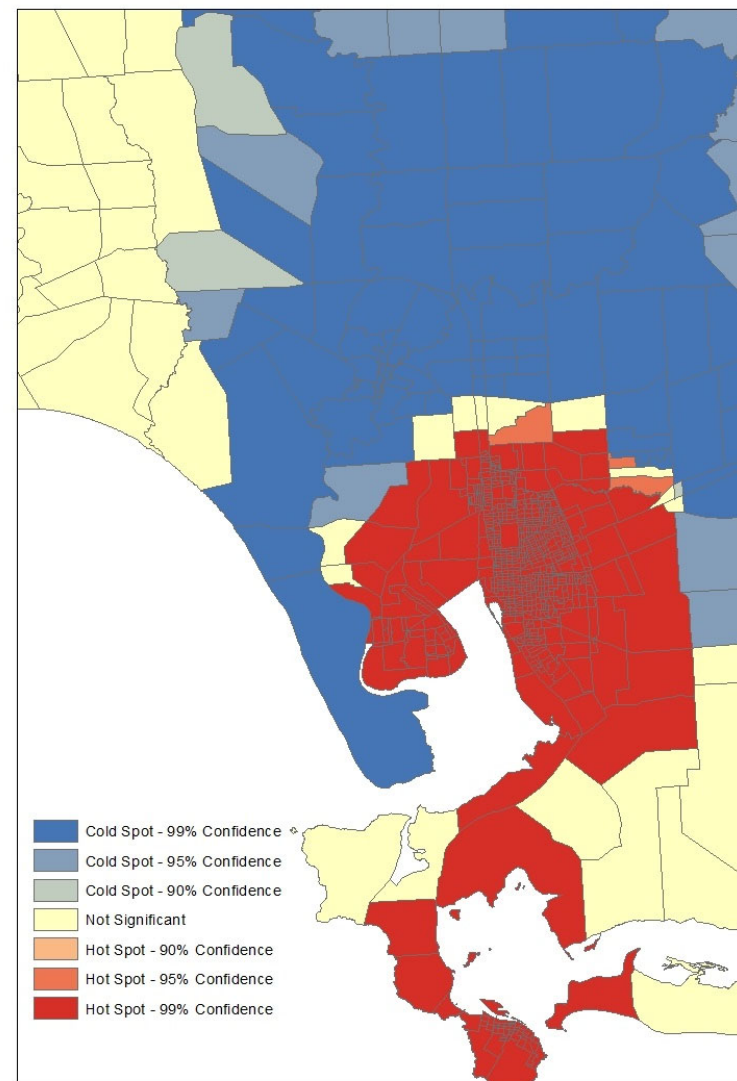 Cold Spot - 99% Confidence
Cold Spot - 95% Confidence
Cold Spot - 90% Confidence
Not Significant
Hot Spot - 90% Confidence
Hot Spot - 95% Confidence
Hot Spot - 99% Confidence